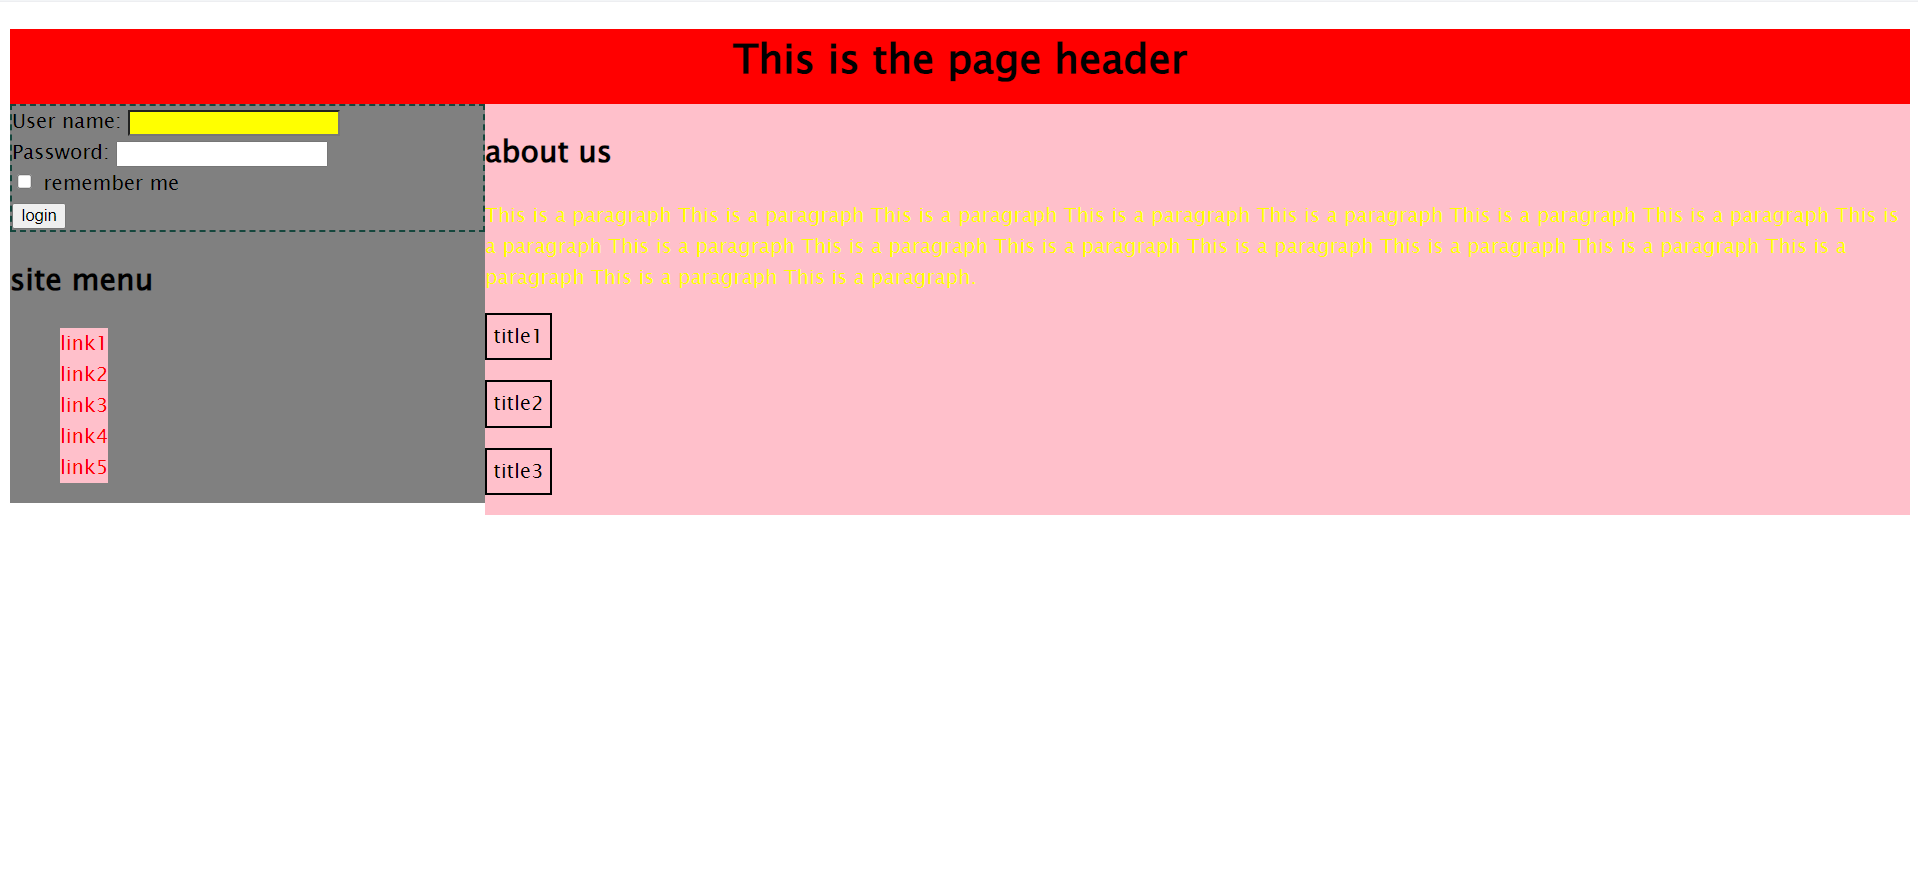 This is the page header
User name:
Password:
remember me
login
site menu
link1
link2
link3
link4
link5
about us
This is a paragraph This is a paragraph This is a paragraph This is a paragraph This is a paragraph This is a paragraph This is a paragraph This is
a paragraph This is a paragraph This is a paragraph This is a paragraph This is a paragraph This is a paragraph This is a paragraph This is a
paragraph This is a paragraph This is a paragraph.
title1
title2
title3